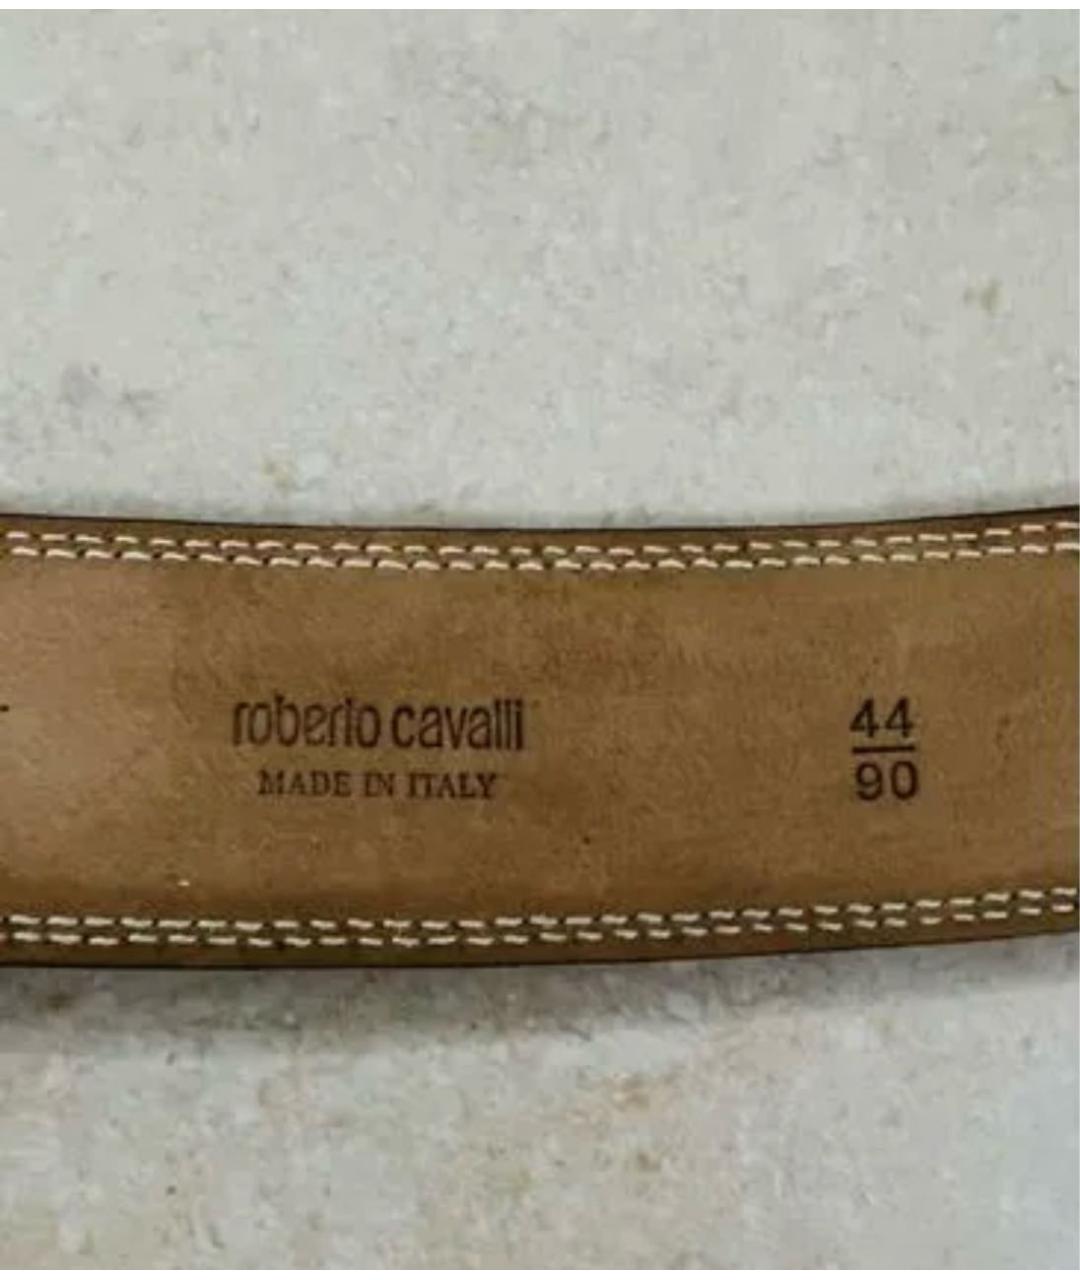 roberto cavalli
MADE IN ITALY
44
90